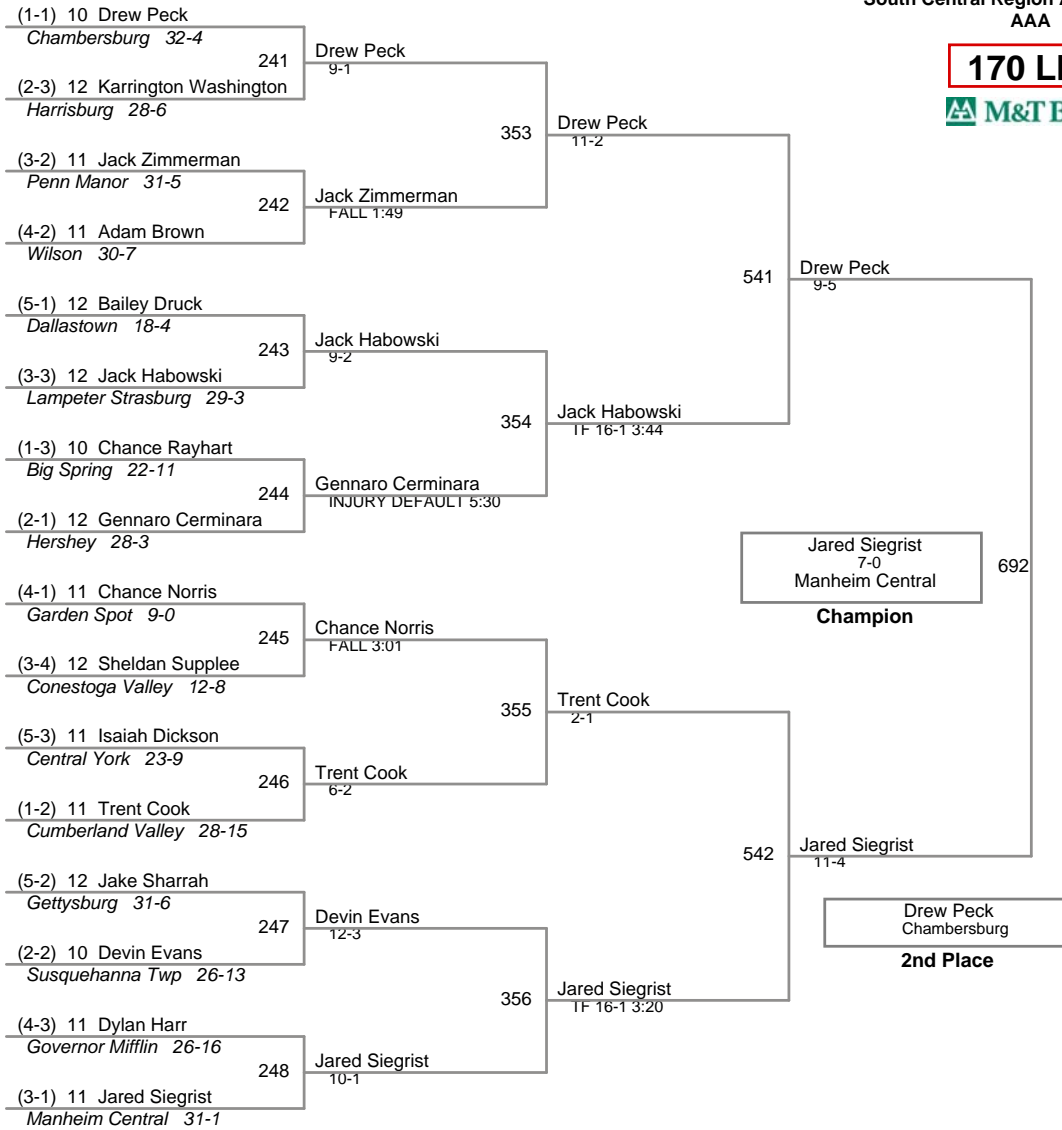 South Central Region
AAA
170
M&T
(1-1) 10 Drew Peck
Chambersburg 32-4
241
Drew Peck
9-1
(2-3) 12 Karrington Washington
Harrisburg 28-6
353
Drew Peck
11-2
(3-2) 11 Jack Zimmerman
Penn Manor 31-5
242
Jack Zimmerman
FALL 1:49
(4-2) 11 Adam Brown
Wilson 30-7
541
Drew Peck
9-5
(5-1) 12 Bailey Druck
Dallastown 18-4
243
Jack Habowski
9-2
(3-3) 12 Jack Habowski
Lampeter Strasburg 29-3
354
Jack Habowski
TF 16-1 3:44
(1-3) 10 Chance Rayhart
Big Spring 22-11
244
Gennaro Cerminara
INJURY DEFAULT 5:30
(2-1) 12 Gennaro Cerminara
Hershey 28-3
Jared Siegrist
7-0
Manheim Central
692
Champion
(4-1) 11 Chance Norris
Garden Spot 9-0
245
Chance Norris
FALL 3:01
(3-4) 12 Sheldan Supplee
Conestoga Valley 12-8
355
Trent Cook
2-1
(5-3) 11 Isaiah Dickson
Central York 23-9
246
Trent Cook
6-2
(1-2) 11 Trent Cook
Cumberland Valley 28-15
542
Jared Siegrist
11-4
(5-2) 12 Jake Sharrah
Gettysburg 31-6
247
Devin Evans
12-3
(2-2) 10 Devin Evans
Susquehanna Twp 26-13
Drew Peck
Chambersburg
2nd Place
356
Jared Siegrist
TF 16-1 3:20
(4-3) 11 Dylan Harr
Governor Mifflin 26-16
248
Jared Siegrist
10-1
(3-1) 11 Jared Siegrist
Manheim Central 31-1